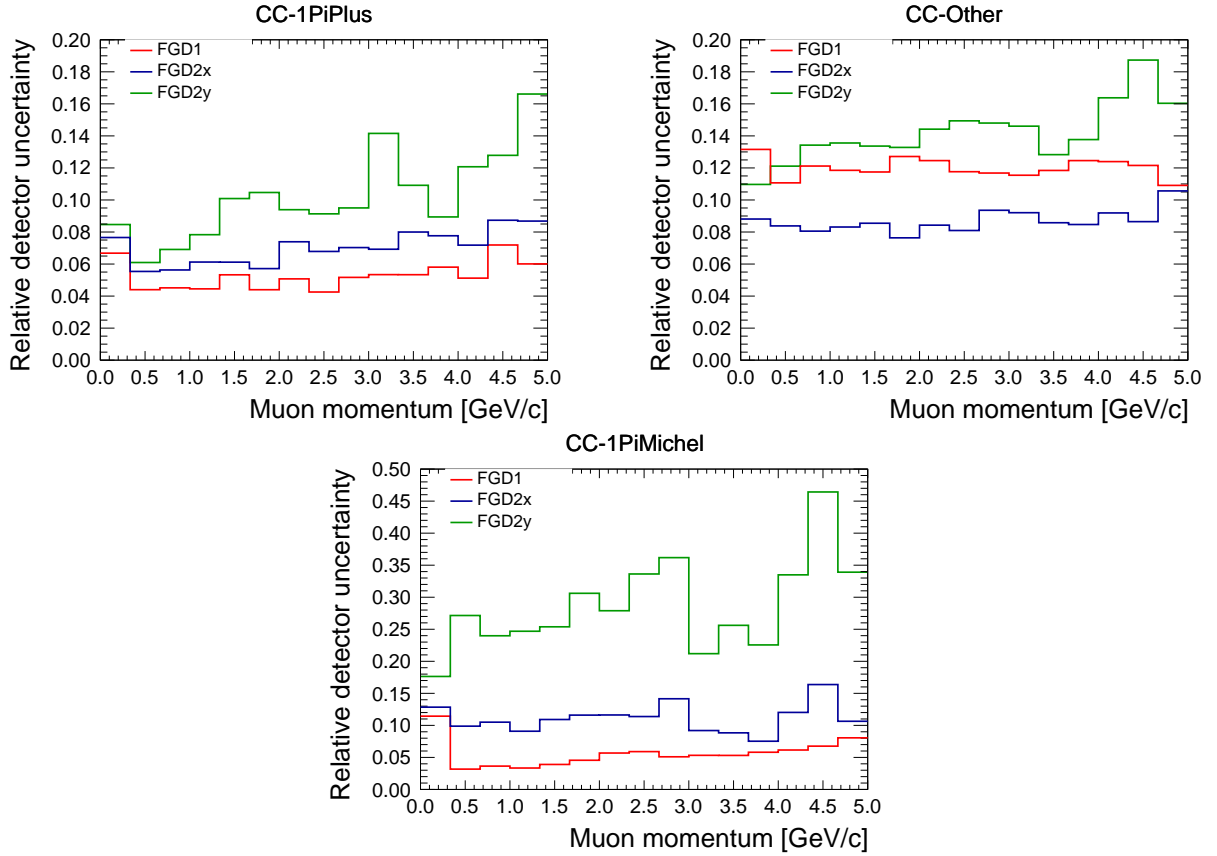 CC-1PiPlus
Relative detector uncertainty
0.20
0.18
0.16
0.14
0.12
0.10
0.08
0.06
0.04
0.02
0.00
FGD1
FGD2x
FGD2y
0.0 0.5 1.0 1.5 2.0 2.5 3.0 3.5 4.0 4.5 5.0
Muon momentum [GeV/c]
CC-Other
Relative detector uncertainty
0.20
0.18
0.16
0.14
0.12
0.10
0.08
0.06
0.04
0.02
0.00
FGD1
FGD2x
FGD2y
0.0 0.5 1.0 1.5 2.0 2.5 3.0 3.5 4.0 4.5 5.0
Muon momentum [GeV/c]
CC-1PiMichel
Relative detector uncertainty
0.50
0.45
0.40
0.35
0.30
0.25
0.20
0.15
0.10
0.05
0.00
FGD1
FGD2x
FGD2y
0.0 0.5 1.0 1.5 2.0 2.5 3.0 3.5 4.0 4.5 5.0
Muon momentum [GeV/c]